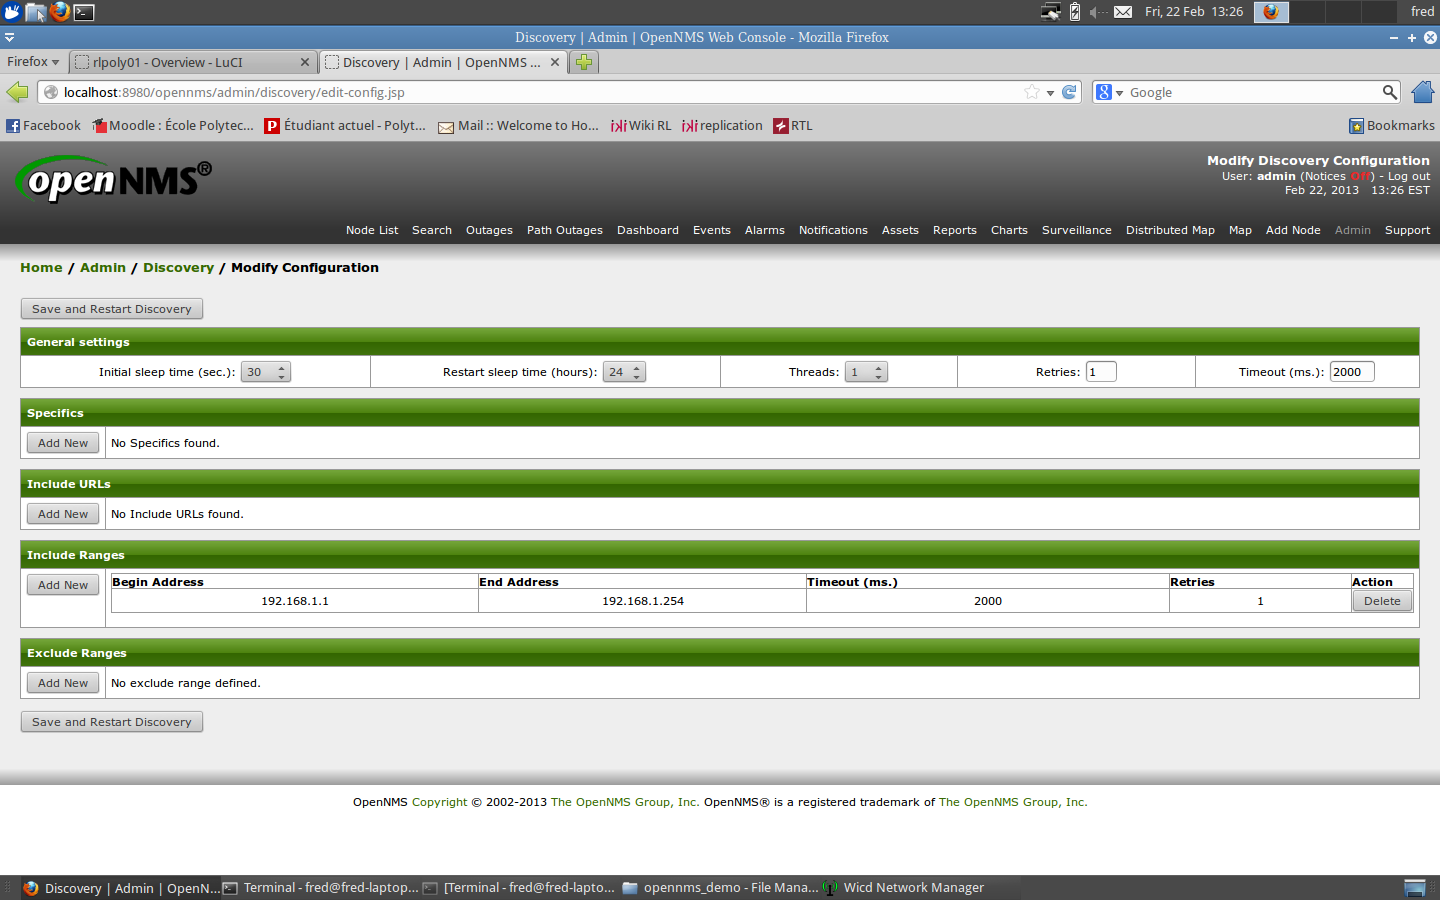 Fri, 22 Feb 13:26 fred
Discovery | Admin | OpenNMS Web Console - Mozilla Firefox
Firefox rlpoly01 - Overview - LuCI Discovery | Admin | OpenNMS ...
localhost:8980/opennms/admin/discovery/edit-config.jsp 8 Google
Facebook Moodle : École Polytec... P Étudiant actuel - Polyt... Mail :: Welcome to Ho... Wiki RL replication RTL Bookmarks
openNMS®
Modify Discovery Configuration
User: admin (Notices Off) - Log out
Feb 22, 2013 13:26 EST
Node List Search Outages Path Outages Dashboard Events Alarms Notifications Assets Reports Charts Surveillance Distributed Map Map Add Node Admin Support
Home / Admin / Discovery / Modify Configuration
Save and Restart Discovery
General settings
Initial sleep time (sec.): 30 Restart sleep time (hours): 24 Threads: 1 Retries: 1 Timeout (ms.): 2000
Specifics
Add New No Specifics found.
Include URLs
Add New No Include URLs found.
Include Ranges
Add New Begin Address End Address Timeout (ms.) Retries Action
192.168.1.1 192.168.1.254 2000 1 Delete
Exclude Ranges
Add New No exclude range defined.
Save and Restart Discovery
OpenNMS Copyright © 2002-2013 The OpenNMS Group, Inc. OpenNMS® is a registered trademark of The OpenNMS Group, Inc.
Discovery | Admin | OpenN... Terminal - fred@fred-laptop... [Terminal - fred@fred-lapto... opennms_demo - File Mana... Wicd Network Manager